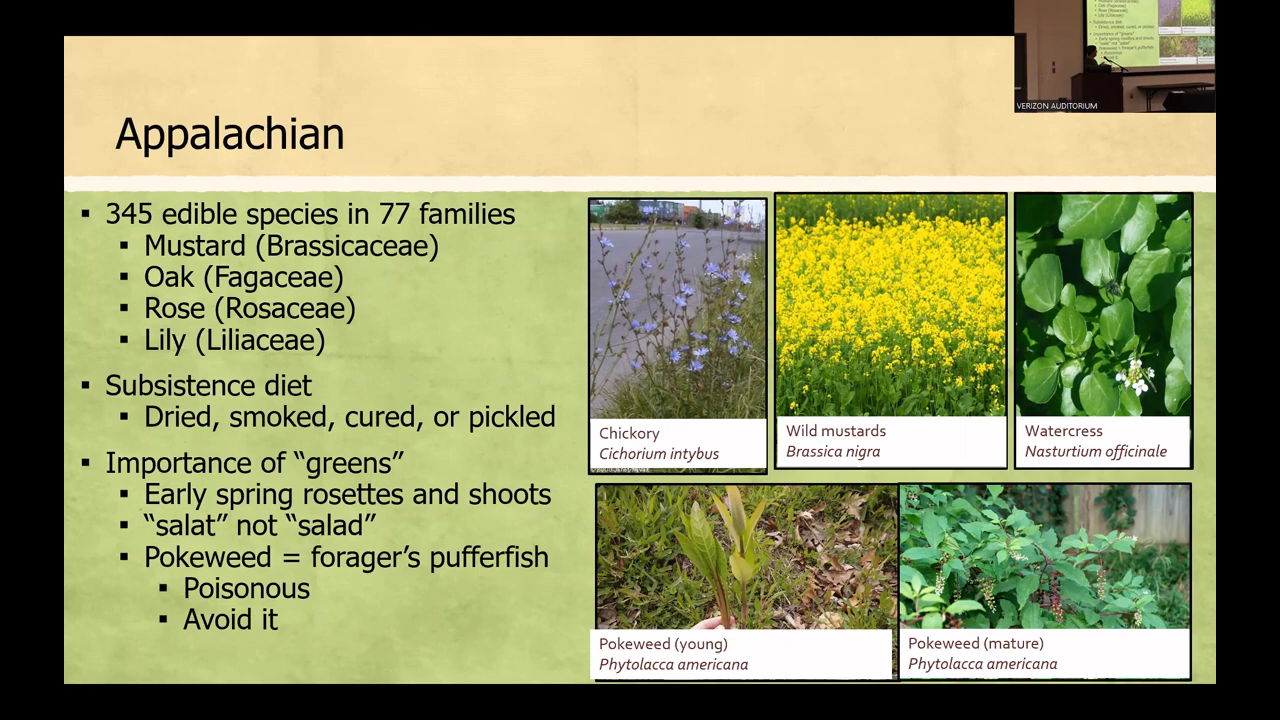 VERIZON AUDITORIUM
Appalachian
▪ 345 edible species in 77 families
▪ Mustard (Brassicaceae)
▪ Oak (Fagaceae)
▪ Rose (Rosaceae)
▪ Lily (Liliaceae)
▪ Subsistence diet
▪ Dried, smoked, cured, or pickled
▪ Importance of “greens”
▪ Early spring rosettes and shoots
▪ “salat” not “salad”
▪ Pokeweed = forager’s pufferfish
▪ Poisonous
▪ Avoid it
Chickory
Cichorium intybus
Wild mustards
Brassica nigra
Watercress
Nasturtium officinale
Pokeweed (young)
Phytolacca americana
Pokeweed (mature)
Phytolacca americana